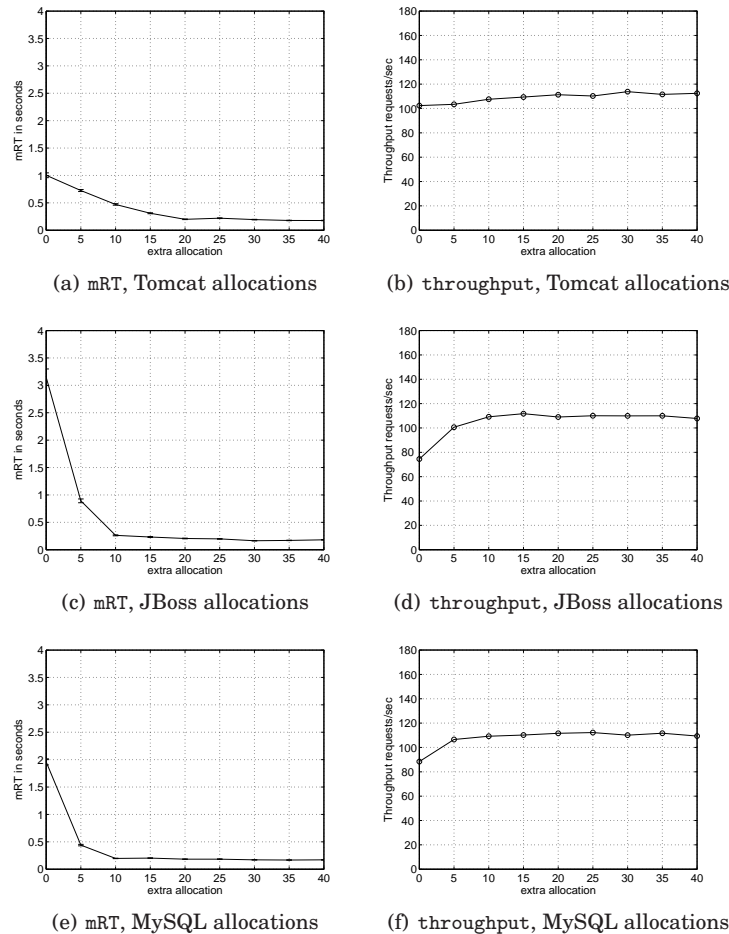 4
3.5
3
2.5
2
1.5
1
0.5
0
mRT in seconds
0 5 10 15 20 25 30 35 40
extra allocation
(a) mRT, Tomcat allocations
180
160
140
120
100
80
60
40
20
0
Throughput requests/sec
0 5 10 15 20 25 30 35 40
extra allocation
(b) throughput, Tomcat allocations
4
3.5
3
2.5
2
1.5
1
0.5
0
mRT in seconds
0 5 10 15 20 25 30 35 40
extra allocation
(c) mRT, JBoss allocations
180
160
140
120
100
80
60
40
20
0
Throughput requests/sec
0 5 10 15 20 25 30 35 40
extra allocation
(d) throughput, JBoss allocations
4
3.5
3
2.5
2
1.5
1
0.5
0
mRT in seconds
0 5 10 15 20 25 30 35 40
extra allocation
(e) mRT, MySQL allocations
180
160
140
120
100
80
60
40
20
0
Throughput requests/sec
0 5 10 15 20 25 30 35 40
extra allocation
(f) throughput, MySQL allocations